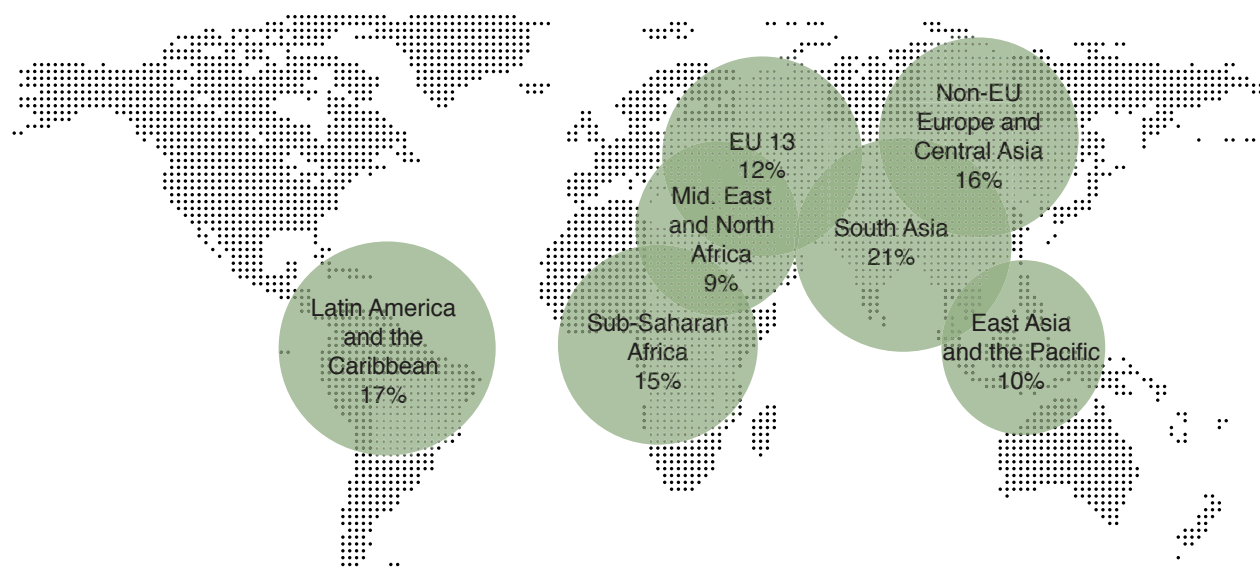 Non-EU
Europe and
Central Asia
16%
EU 13
12%
Mid. East
and North
Africa
9%
South Asia
21%
Latin America
and the
Caribbean
17%
Sub-Saharan
Africa
15%
East Asia
and the Pacific
10%